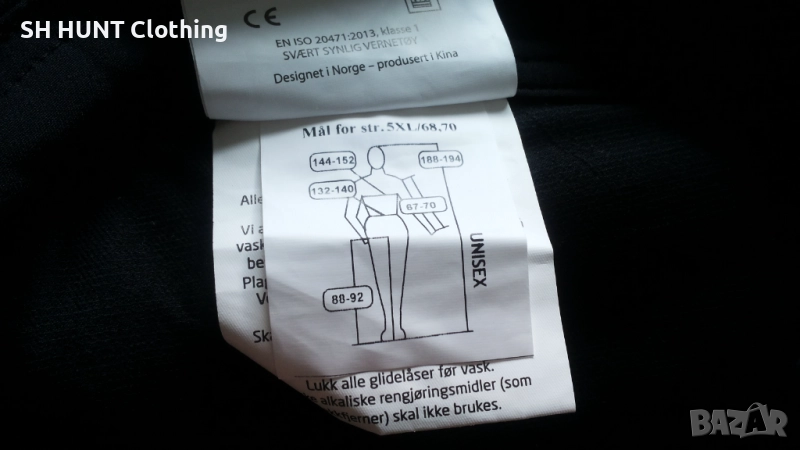 SH HUNT Clothing
CE
EN ISO 20471:2013, klasse 1
SVÆRT SYNLIG VERNETØY
Designet i Norge – produsert i Kina
Mål for str.5XL/68,70
144-152
188-194
132-140
67-70
UNISEX
88-92
Alle
Vi
Lukk alle glidelåser før vask.
alkaliske rengjøringsmidler (som
skal ikke brukes.
BAZAR